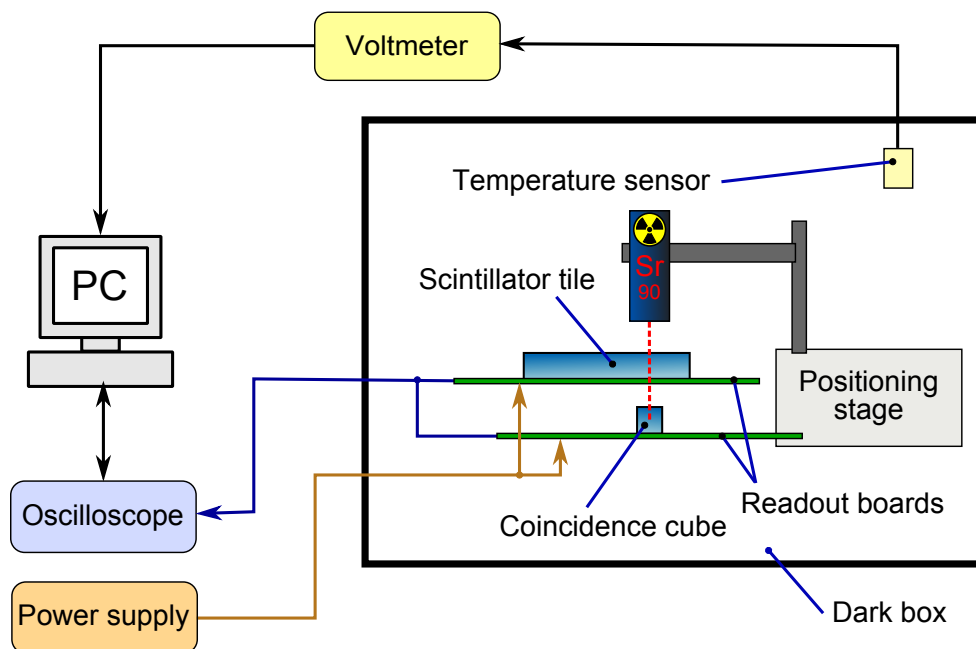 Voltmeter
Temperature sensor
PC
Sr
90
Scintillator tile
Positioning
stage
Oscilloscope
Coincidence cube
Readout boards
Power supply
Dark box